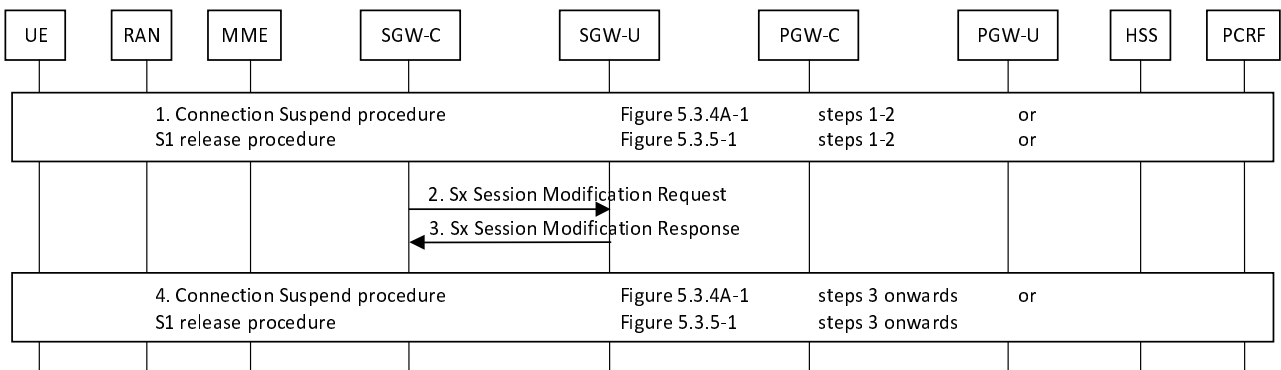 UE RAN MME SGW-C SGW-U PGW-C PGW-U HSS PCRF
1. Connection Suspend procedure Figure 5.3.4A-1 steps 1-2 or
S1 release procedure Figure 5.3.5-1 steps 1-2 or
2. Sx Session Modification Request
3. Sx Session Modification Response
4. Connection Suspend procedure Figure 5.3.4A-1 steps 3 onwards or
S1 release procedure Figure 5.3.5-1 steps 3 onwards